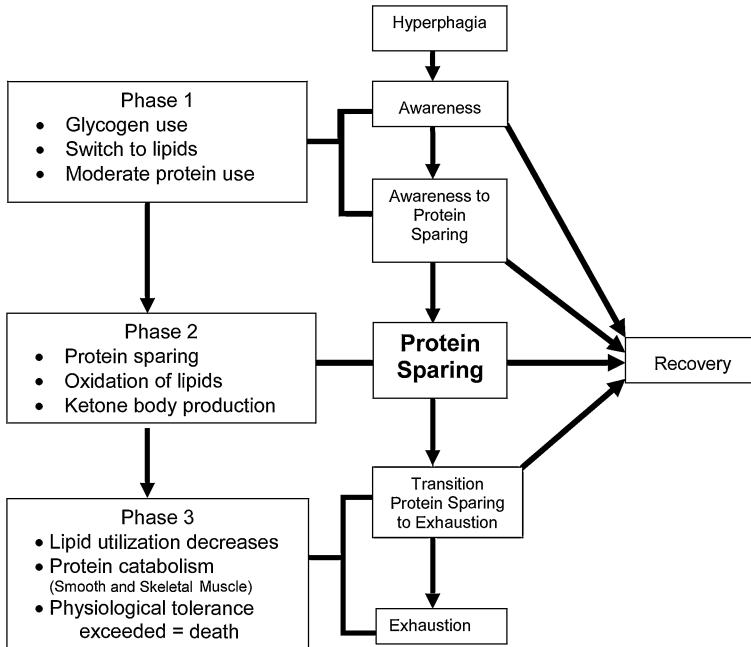 Hyperphagia
Phase 1
• Glycogen use
• Switch to lipids
• Moderate protein use
Awareness
Awareness to
Protein
Sparing
Phase 2
• Protein sparing
• Oxidation of lipids
• Ketone body production
Protein
Sparing
Recovery
Phase 3
• Lipid utilization decreases
• Protein catabolism
(Smooth and Skeletal Muscle)
• Physiological tolerance
exceeded = death
Transition
Protein Sparing
to Exhaustion
Exhaustion